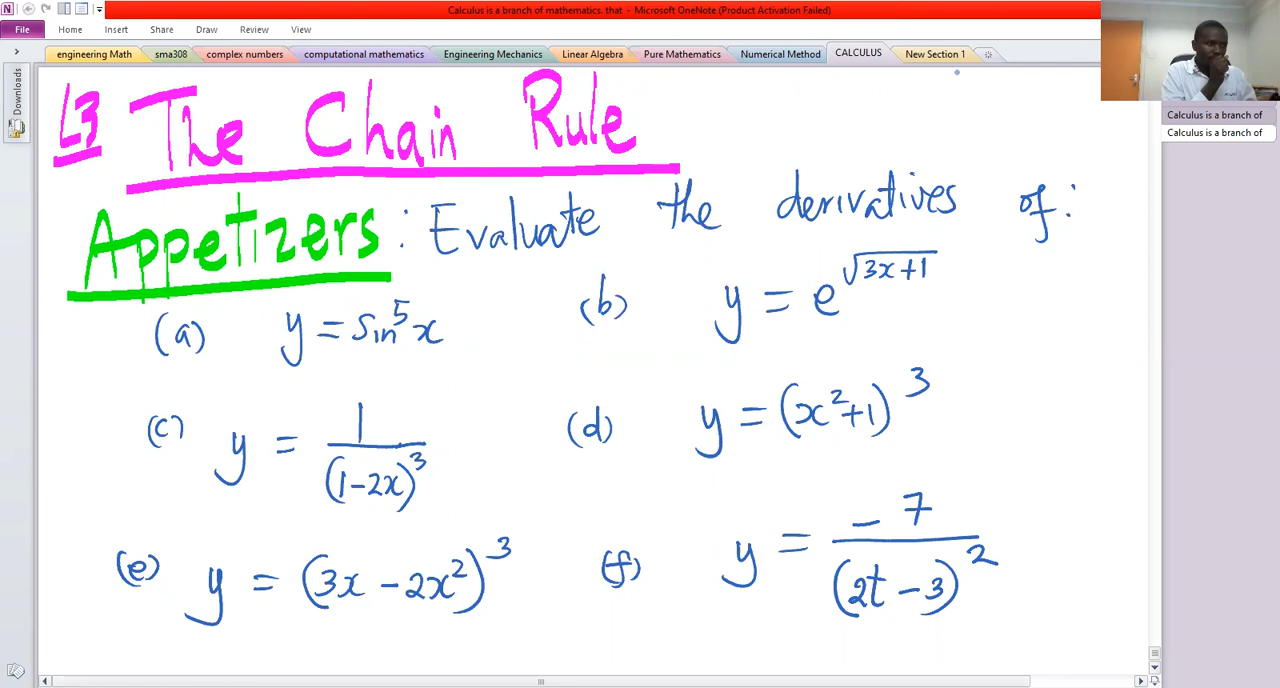 Calculus is a branch of mathematics. that - Microsoft OneNote (Product Activation Failed)
File Home Insert Share Draw Review View
engineering Math sma308 complex numbers computational mathematics Engineering Mechanics Linear Algebra Pure Mathematics Numerical Method CALCULUS New Section 1
Downloads
Calculus is a branch of
Calculus is a branch of
L3 The Chain Rule
Appetizers : Evaluate the derivatives of :
(a) y = sin⁵x (b) y = e^√(3x+1)
(c) y = 1/(1-2x)³ (d) y = (x²+1)³
(e) y = (3x - 2x²)³ (f) y = -7/(2t - 3)²